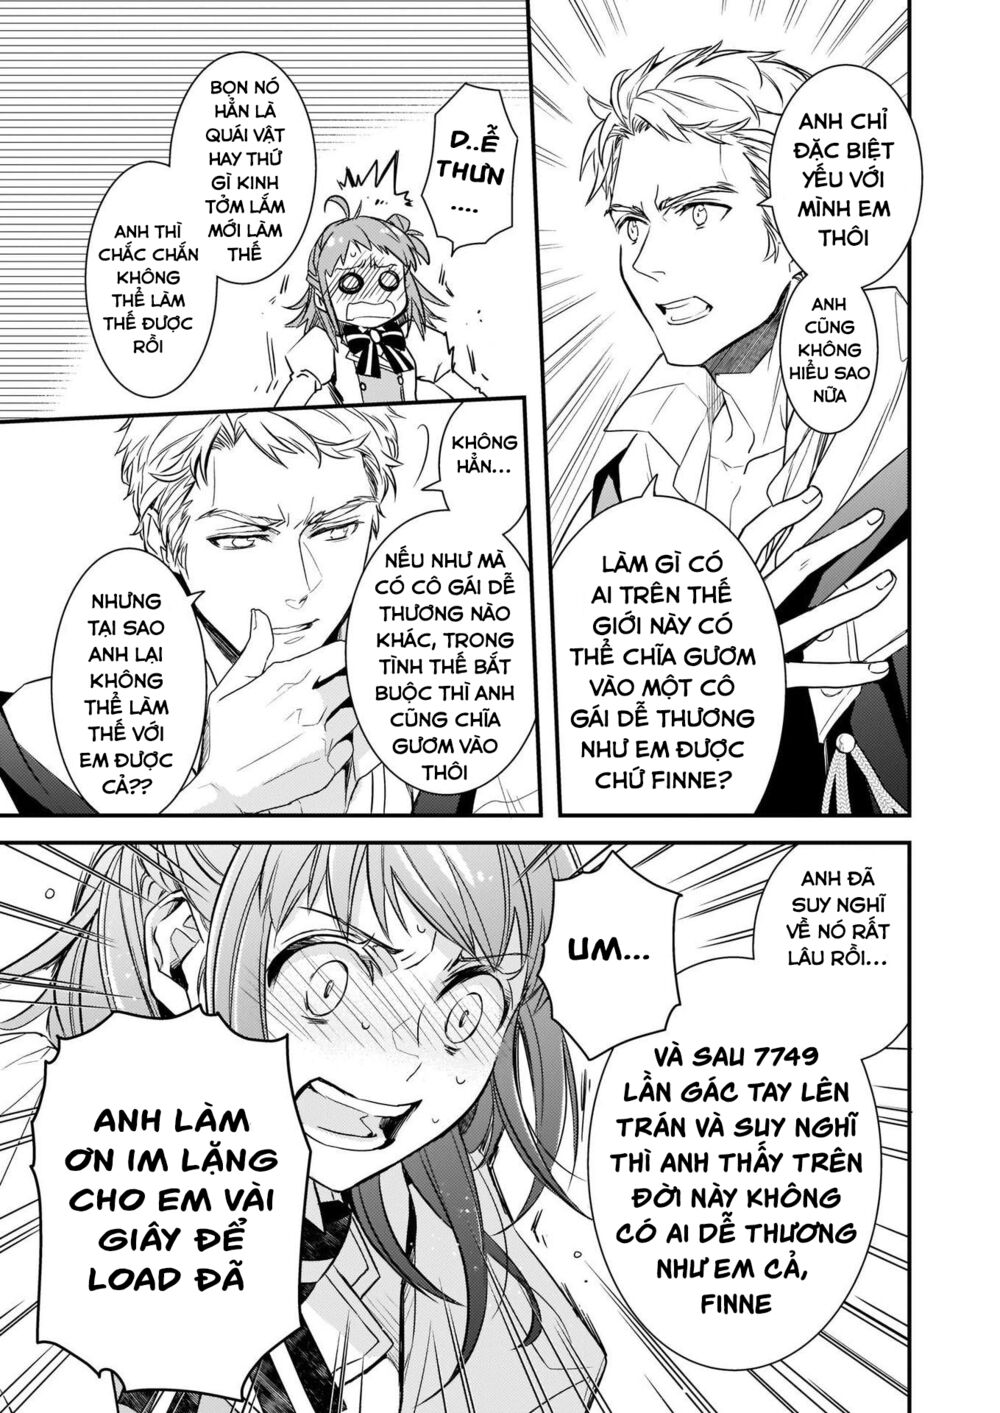 ANH CHỈ
ĐẶC BIỆT
YẾU VỚI
MÌNH EM
THÔI
ANH
CŨNG
KHÔNG
HIỂU SAO
NỮA
LÀM GÌ CÓ
AI TRÊN THẾ
GIỚI NÀY CÓ
THỂ CHĨA GƯƠM
VÀO MỘT CÔ
GÁI DỄ THƯƠNG
NHƯ EM ĐƯỢC
CHỨ FINNE?
D..Ễ
THƯN
....
BỌN NÓ
HẲN LÀ
QUÁI VẬT
HAY THỨ
GÌ KINH
TỞM LẮM
MỚI LÀM
THẾ
ANH THÌ
CHẮC CHẮN
KHÔNG
THỂ LÀM
THẾ ĐƯỢC
RỒI
KHÔNG
HẲN...
NẾU NHƯ MÀ
CÓ CÔ GÁI DỄ
THƯƠNG NÀO
KHÁC, TRONG
TÌNH THẾ BẮT
BUỘC THÌ ANH
CŨNG CHĨA
GƯƠM VÀO
THÔI
NHƯNG
TẠI SAO
ANH LẠI
KHÔNG
THỂ LÀM
THẾ VỚI
EM ĐƯỢC
CẢ??
ANH ĐÃ
SUY NGHĨ
VỀ NÓ RẤT
LÂU RỒI...
VÀ SAU 7749
LẦN GÁC TAY LÊN
TRÁN VÀ SUY NGHĨ
THÌ ANH THẤY TRÊN
ĐỜI NÀY KHÔNG
CÓ AI DỄ THƯƠNG
NHƯ EM CẢ,
FINNE
UM...
ANH LÀM
ƠN IM LẶNG
CHO EM VÀI
GIÂY ĐỂ
LOAD ĐÃ